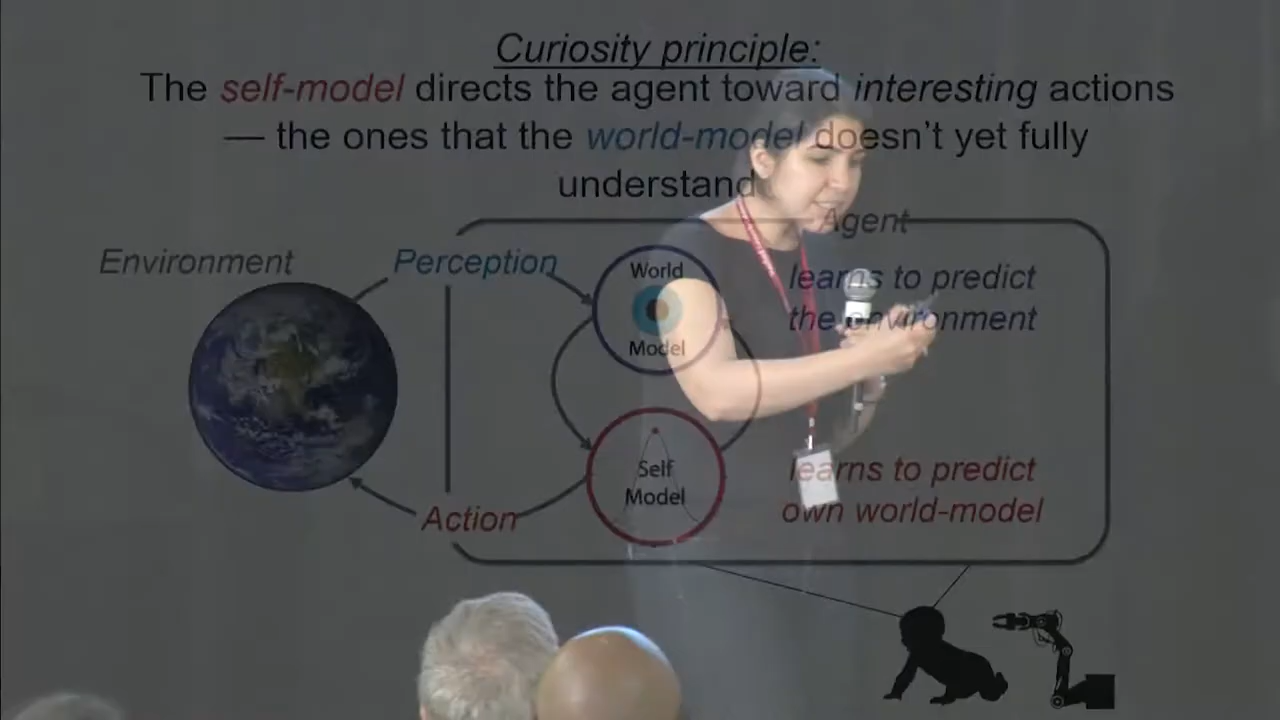 Curiosity principle:
The self-model directs the agent toward interesting actions
— the ones that the world-model doesn't yet fully
understand
Agent
Environment
Perception
World
Model
learns to predict
the environment
Self
Model
learns to predict
own world-model
Action